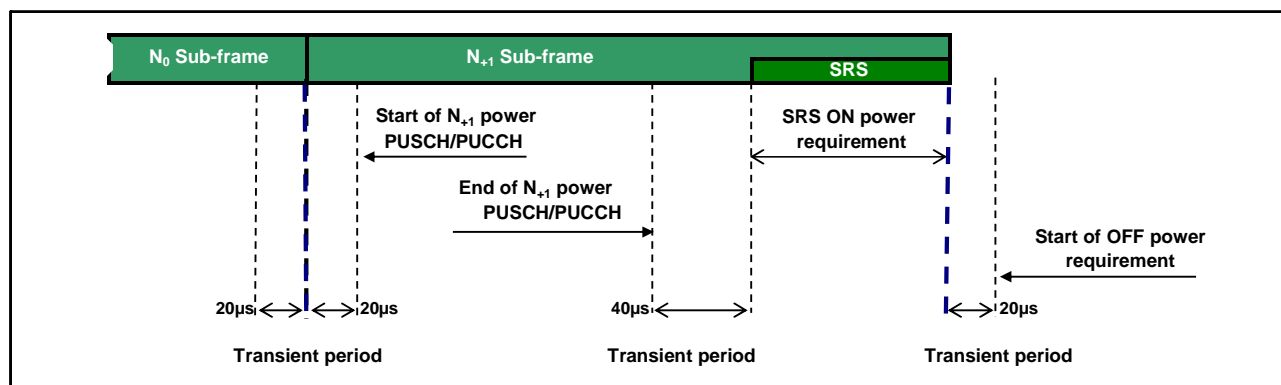 N0 Sub-frame
N+1 Sub-frame
SRS
Start of N+1 power
PUSCH/PUCCH
SRS ON power
requirement
End of N+1 power
PUSCH/PUCCH
Start of OFF power
requirement
20µs
20µs
40µs
20µs
Transient period
Transient period
Transient period